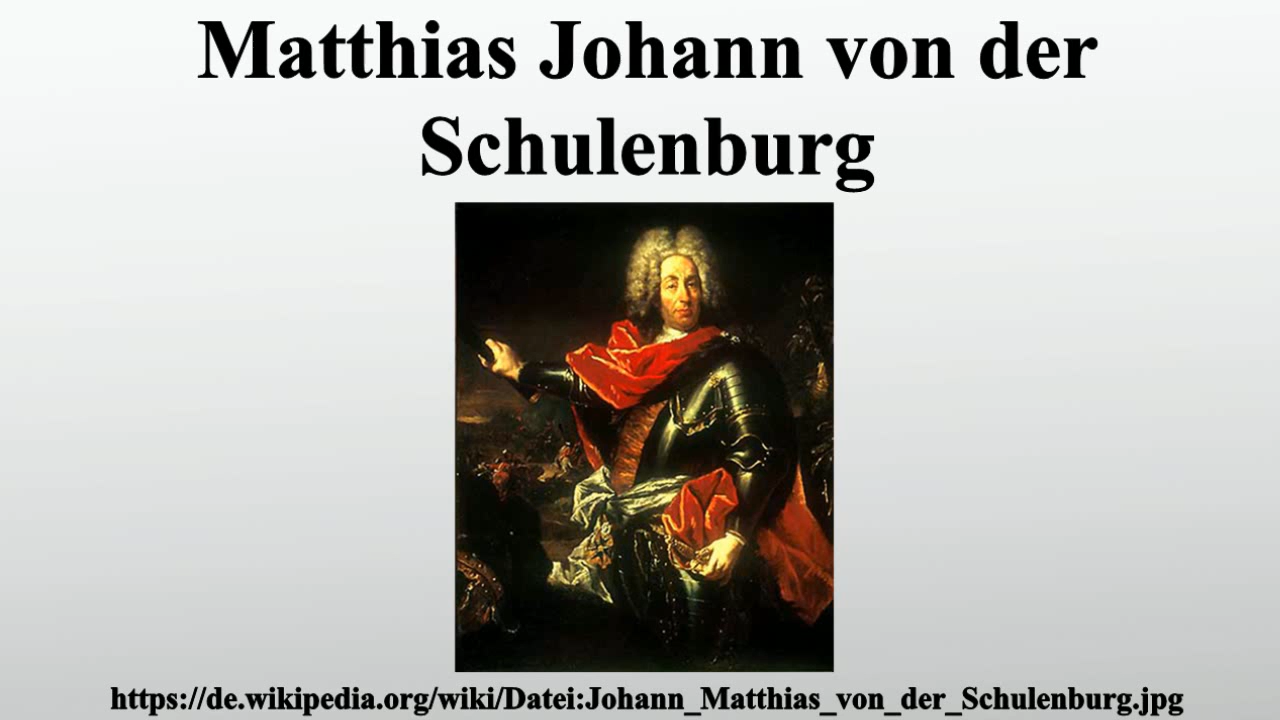 Matthias Johann von der
Schulenburg
https://de.wikipedia.org/wiki/Datei:Johann_Matthias_von_der_Schulenburg.jpg